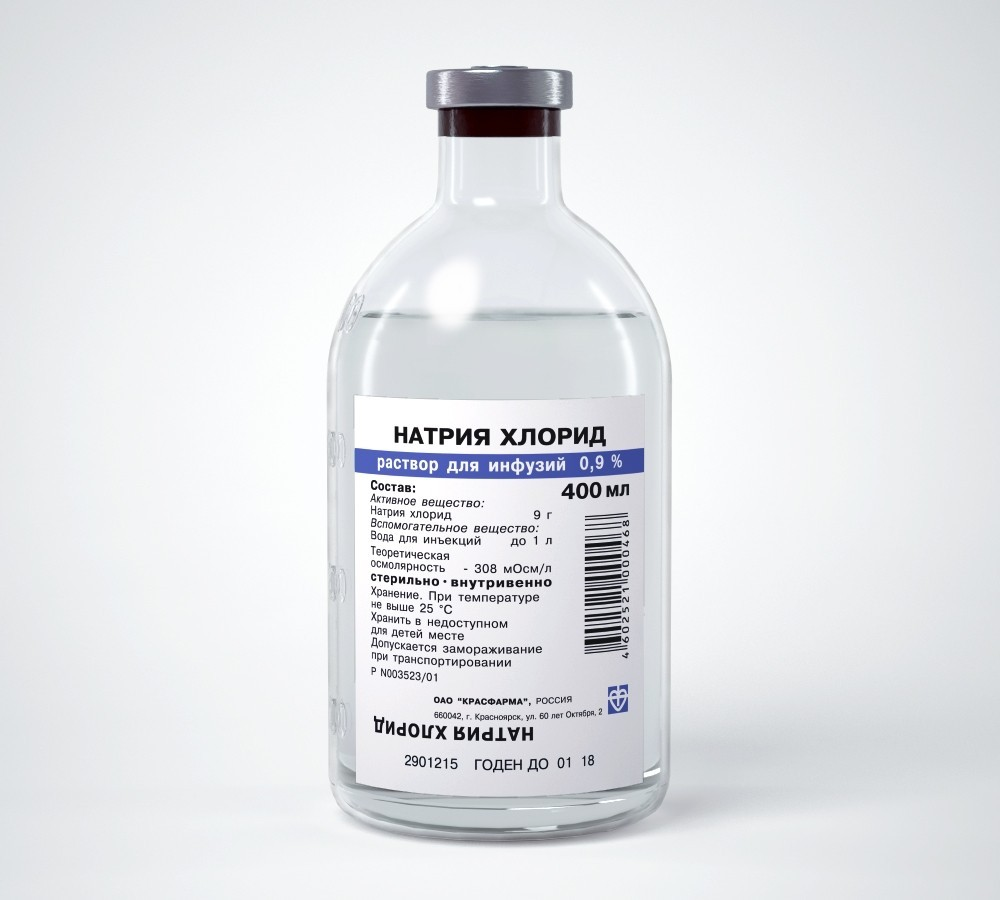 НАТРИЯ ХЛОРИД
раствор для инфузий 0,9 %
Состав:
400 мл
Активное вещество:
Натрия хлорид 9 г
Вспомогательное вещество:
Вода для инъекций до 1 л
Теоретическая
осмолярность - 308 мОсм/л
стерильно · внутривенно
Хранение. При температуре
не выше 25 °С
Хранить в недоступном
для детей месте
Допускается замораживание
при транспортировании
Р N003523/01
4 602521 000468
ОАО "КРАСФАРМА", РОССИЯ
660042, г. Красноярск, ул. 60 лет Октября, 2
НАТРИЯ ХЛОРИД
2901215 ГОДЕН ДО 01 18